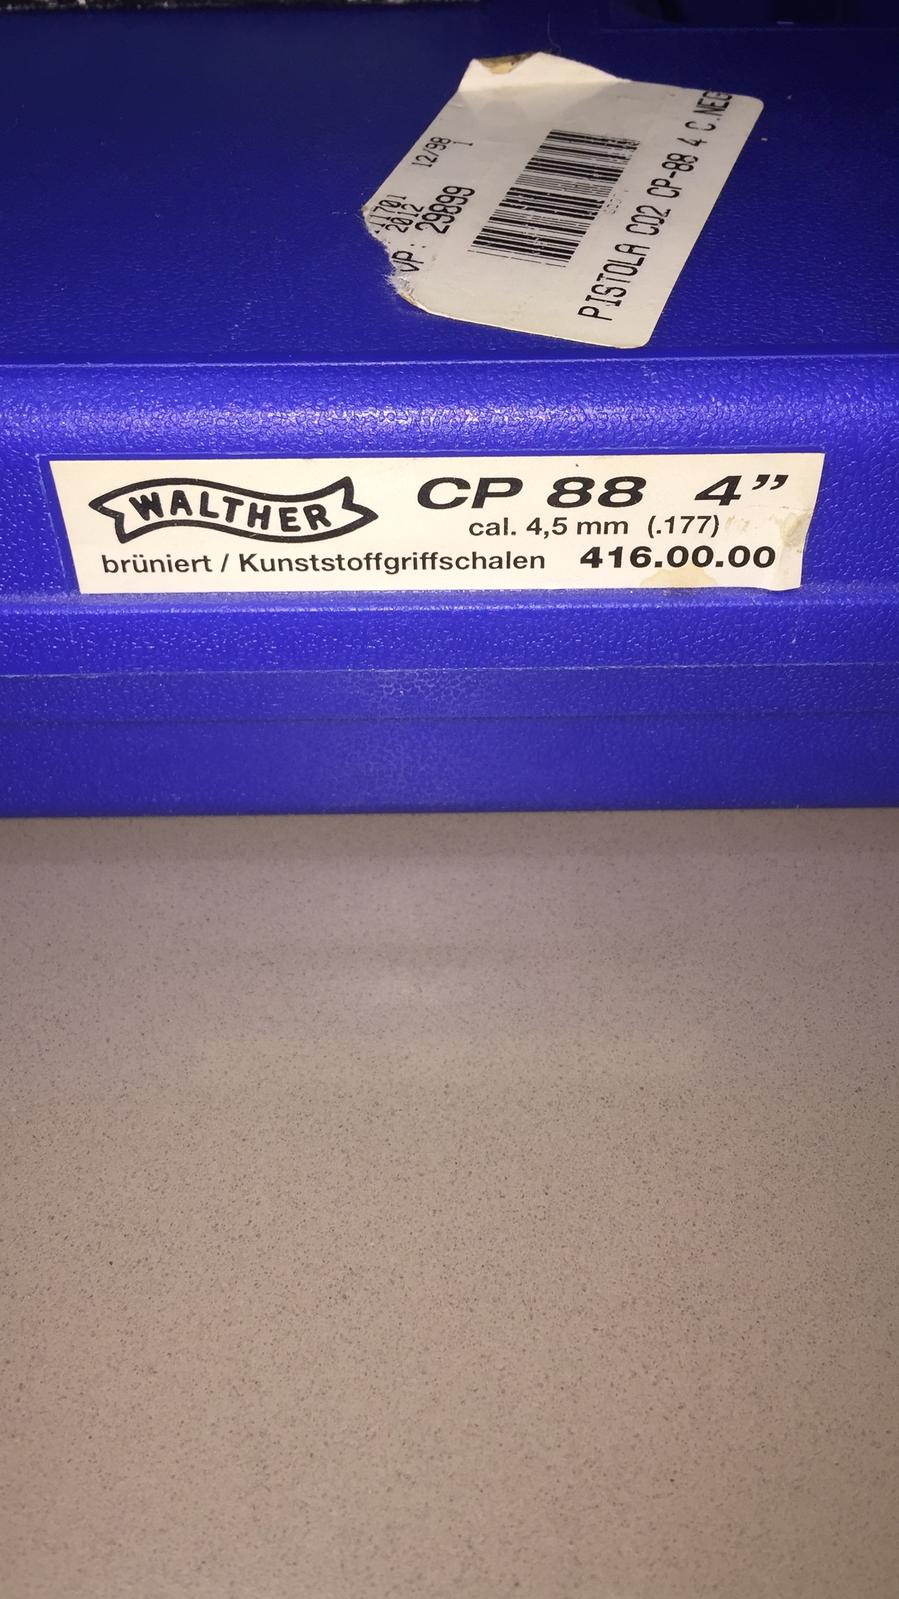 12/98 1
2012
VP: 29899
PISTOLA CO2 CP-88 4 C.NEG
WALTHER
CP 88 4”
cal. 4,5 mm (.177)
brüniert / Kunststoffgriffschalen 416.00.00